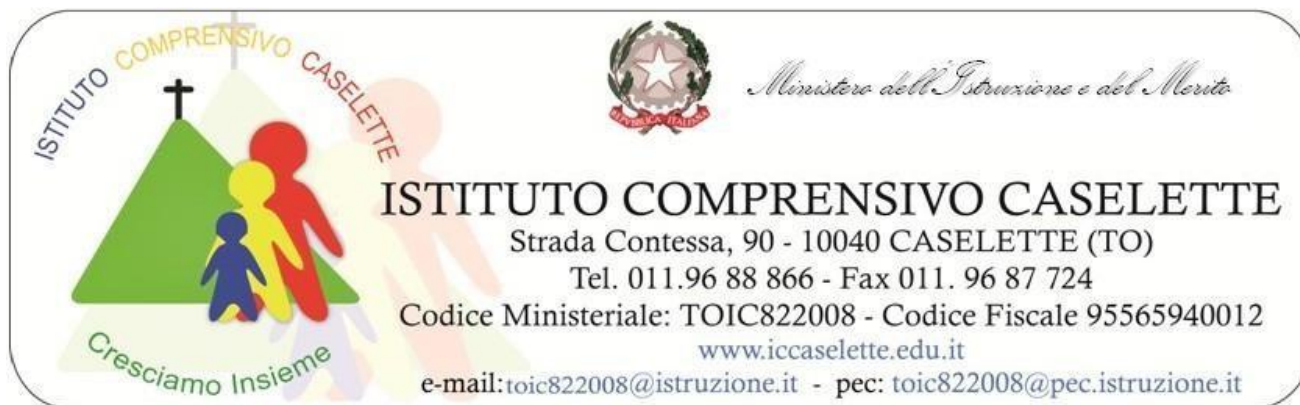 ISTITUTO COMPRENSIVO CASELETTE
Cresciamo Insieme
REPVBBLICA ITALIANA
Ministero dell'Istruzione e del Merito
ISTITUTO COMPRENSIVO CASELETTE
Strada Contessa, 90 - 10040 CASELETTE (TO)
Tel. 011.96 88 866 - Fax 011. 96 87 724
Codice Ministeriale: TOIC822008 - Codice Fiscale 95565940012
www.iccaselette.edu.it
e-mail:toic822008@istruzione.it - pec: toic822008@pec.istruzione.it